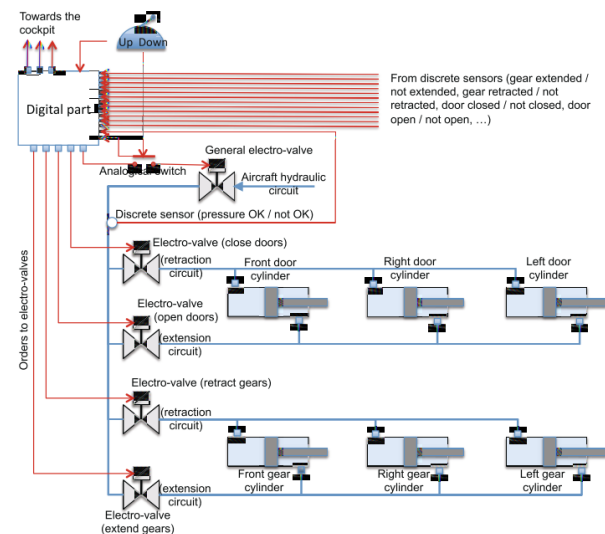 Towards the
cockpit
Up Down
Digital part
From discrete sensors (gear extended /
not extended, gear retracted / not
retracted, door closed / not closed, door
open / not open, ...)
General electro-valve
Analogical switch
Aircraft hydraulic
circuit
Discrete sensor (pressure OK / not OK)
Orders to electro-valves
Electro-valve (close doors)
(retraction
circuit)
Front door
cylinder
Right door
cylinder
Left door
cylinder
Electro-valve
(open doors)
(extension
circuit)
Electro-valve (retract gears)
(retraction
circuit)
Front gear
cylinder
Right gear
cylinder
Left gear
cylinder
(extension
circuit)
Electro-valve
(extend gears)